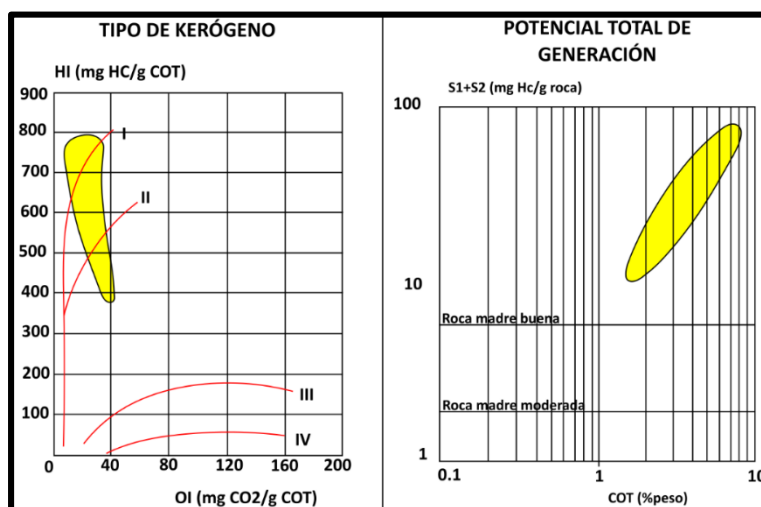 TIPO DE KERÓGENO
HI (mg HC/g COT)
900
800
700
600
500
400
300
200
100
0
40
80
120
160
200
I
II
III
IV
OI (mg CO2/g COT)
POTENCIAL TOTAL DE
GENERACIÓN
S1+S2 (mg Hc/g roca)
100
10
Roca madre buena
Roca madre moderada
1
0.1
1
10
COT (%peso)